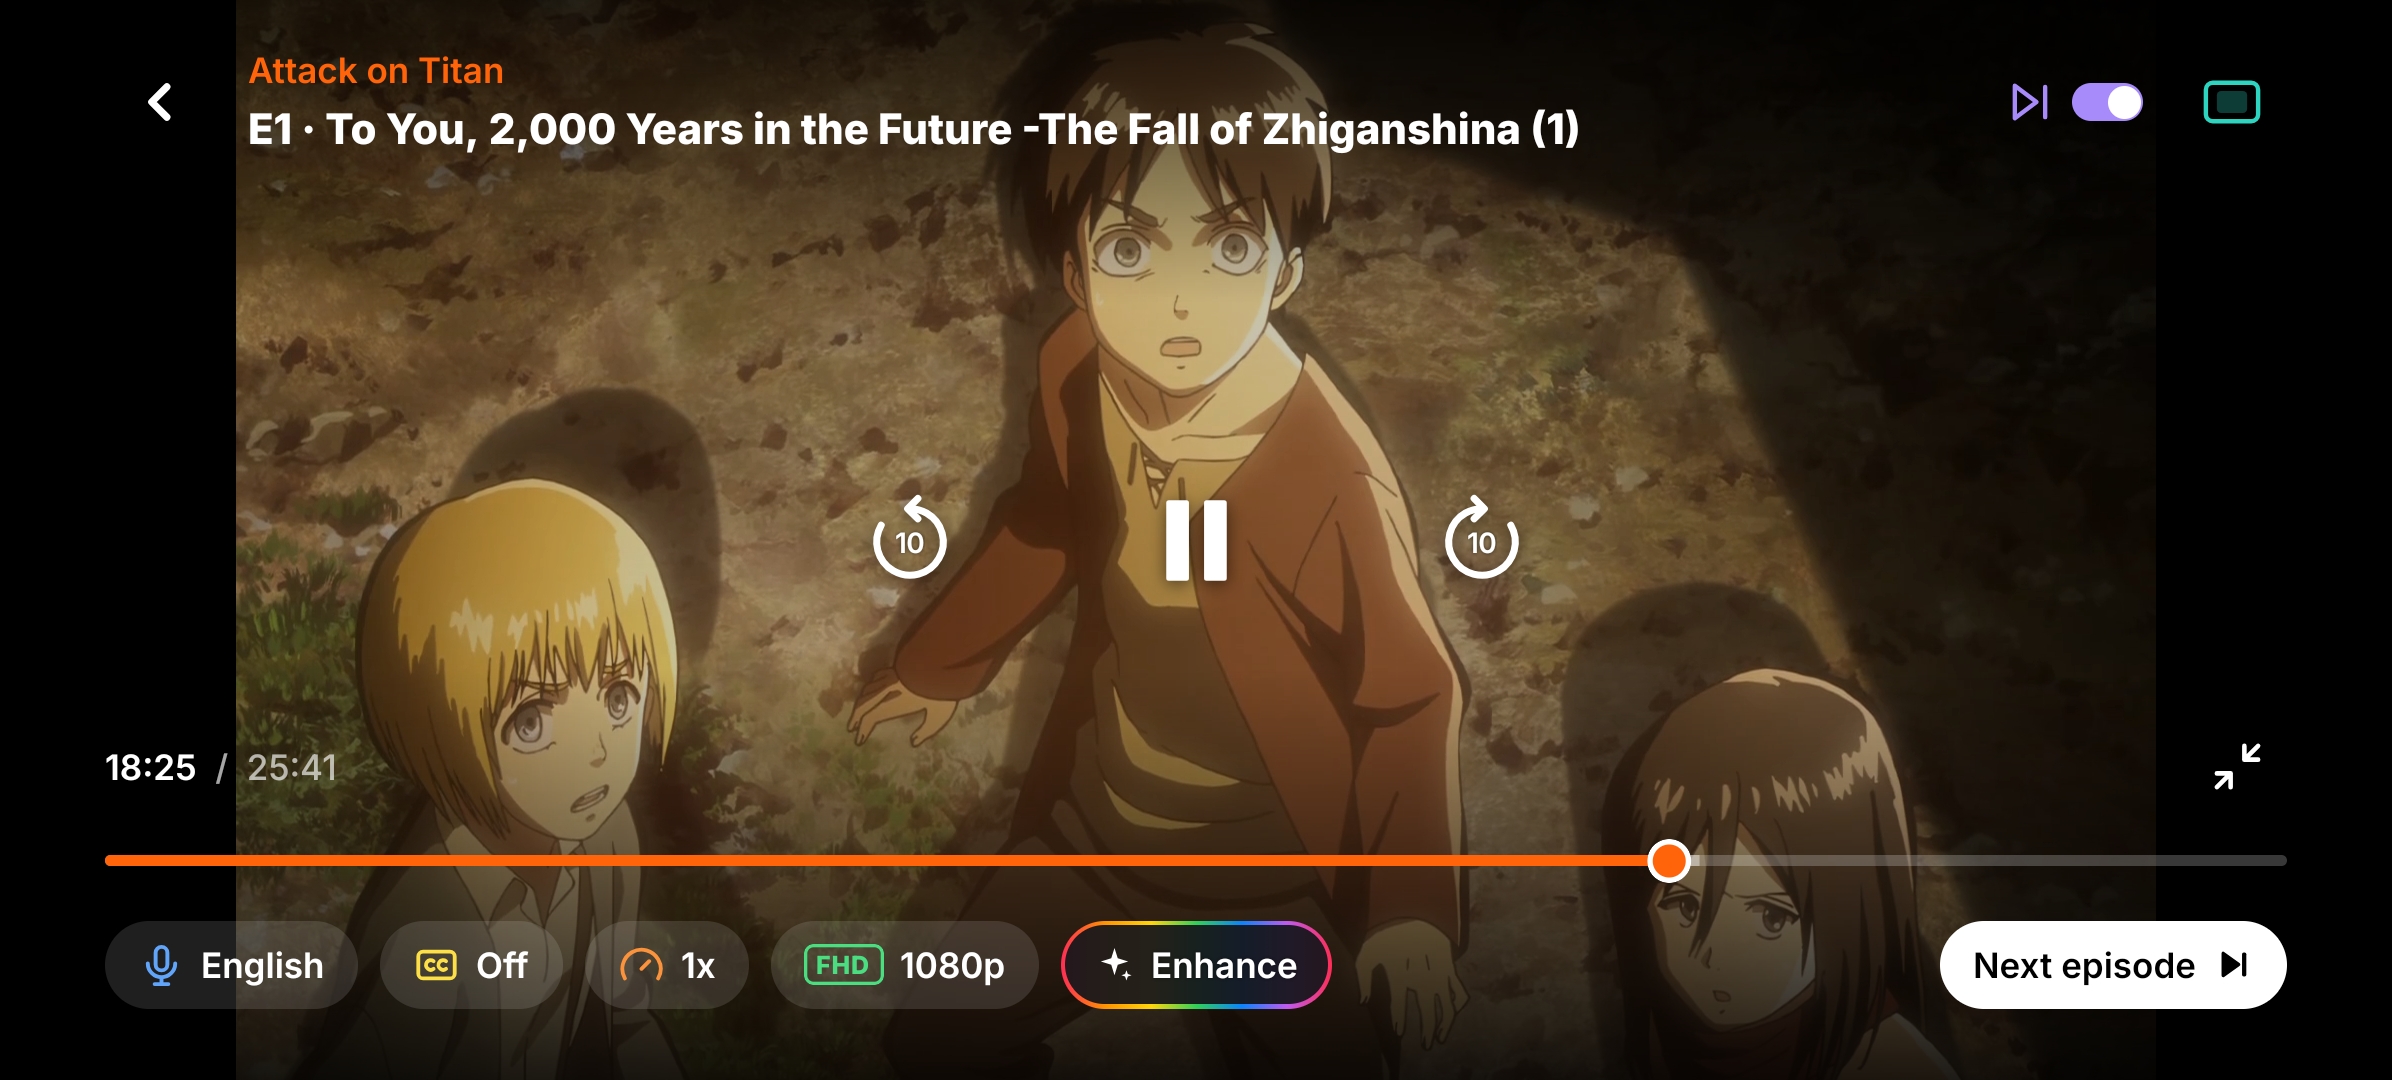 Attack on Titan
E1 · To You, 2,000 Years in the Future -The Fall of Zhiganshina (1)
10
10
18:25 / 25:41
English
CC Off
1x
FHD 1080p
Enhance
Next episode